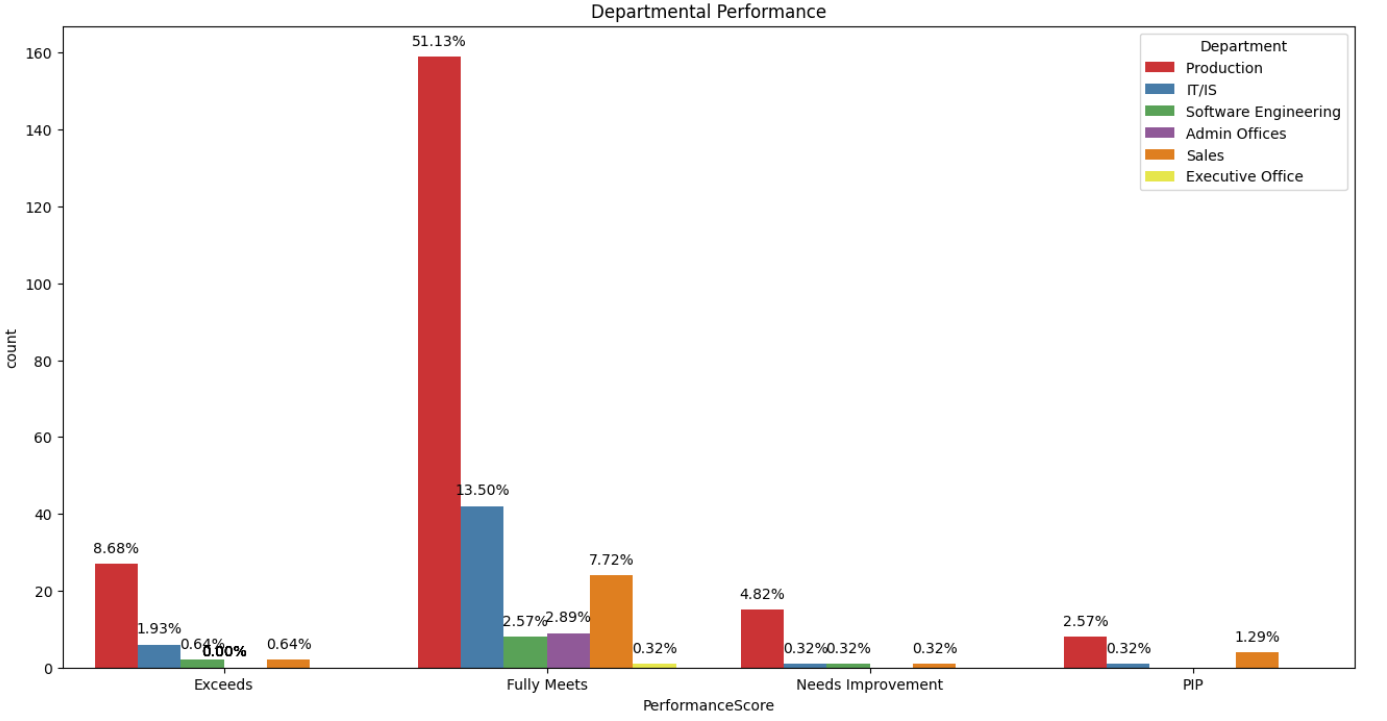 Departmental Performance
160
140
120
100
80
60
40
20
0
count
51.13%
13.50%
8.68%
7.72%
4.82%
1.93%
0.64%
0.00%
0.64%
2.57%
2.89%
0.32%
0.32%
0.32%
0.32%
2.57%
0.32%
1.29%
Exceeds
Fully Meets
Needs Improvement
PIP
PerformanceScore
Department
Production
IT/IS
Software Engineering
Admin Offices
Sales
Executive Office